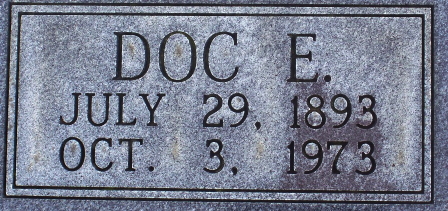 DOC E.
JULY 29, 1893
OCT. 3, 1973